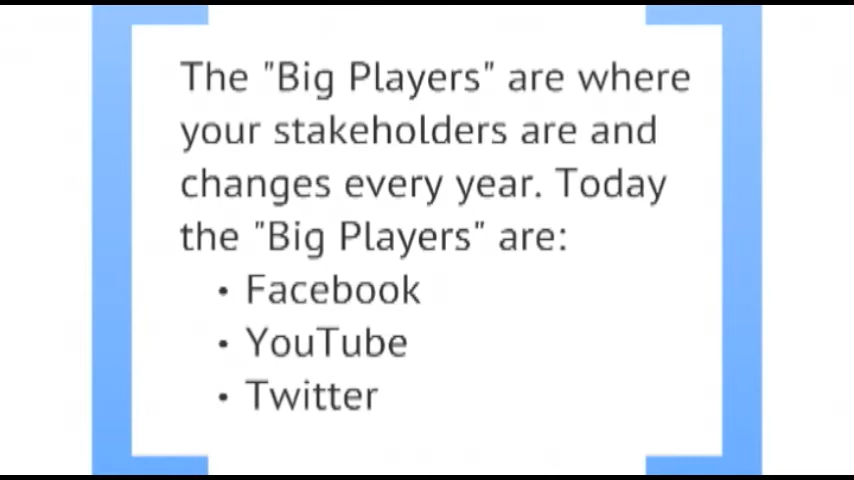 The "Big Players" are where
your stakeholders are and
changes every year. Today
the "Big Players" are:
• Facebook
• YouTube
• Twitter